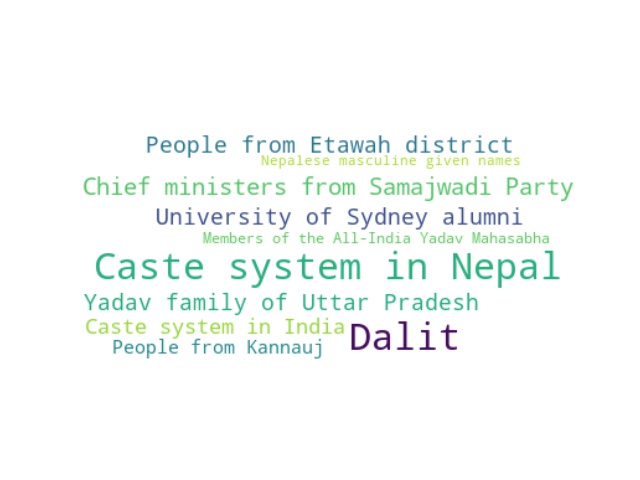 People from Etawah district
Nepalese masculine given names
Chief ministers from Samajwadi Party
University of Sydney alumni
Members of the All-India Yadav Mahasabha
Caste system in Nepal
Yadav family of Uttar Pradesh
Caste system in India
Dalit
People from Kannauj